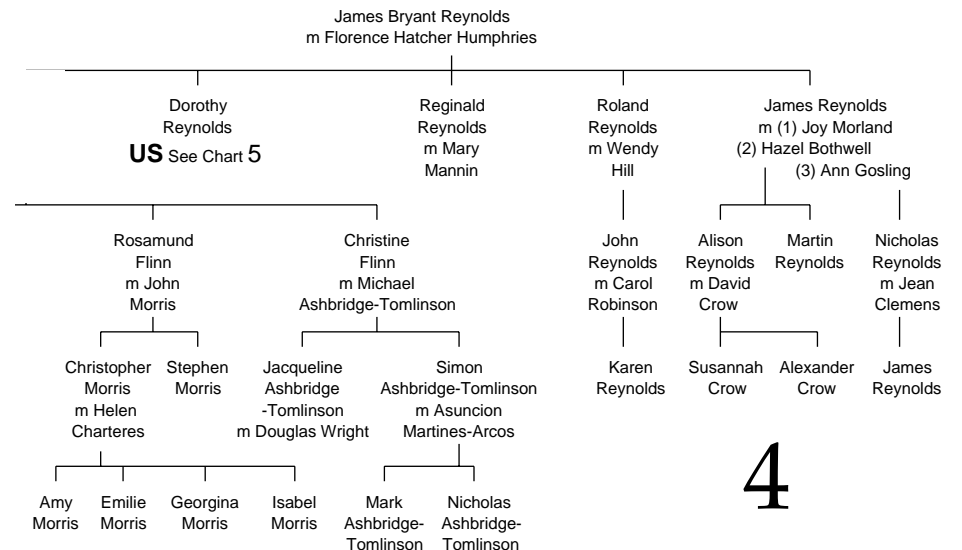 James Bryant Reynolds
m Florence Hatcher Humphries
Dorothy
Reynolds
US See Chart 5
Reginald
Reynolds
m Mary
Mannin
Roland
Reynolds
m Wendy
Hill
James Reynolds
m (1) Joy Morland
(2) Hazel Bothwell
(3) Ann Gosling
Rosamund
Flinn
m John
Morris
Christine
Flinn
m Michael
Ashbridge-Tomlinson
John
Reynolds
m Carol
Robinson
Alison
Reynolds
m David
Crow
Martin
Reynolds
Nicholas
Reynolds
m Jean
Clemens
Christopher
Morris
m Helen
Charteres
Stephen
Morris
Jacqueline
Ashbridge
-Tomlinson
m Douglas Wright
Simon
Ashbridge-Tomlinson
m Asuncion
Martines-Arcos
Karen
Reynolds
Susannah
Crow
Alexander
Crow
James
Reynolds
Amy
Morris
Emilie
Morris
Georgina
Morris
Isabel
Morris
Mark
Ashbridge-
Tomlinson
Nicholas
Ashbridge-
Tomlinson
4